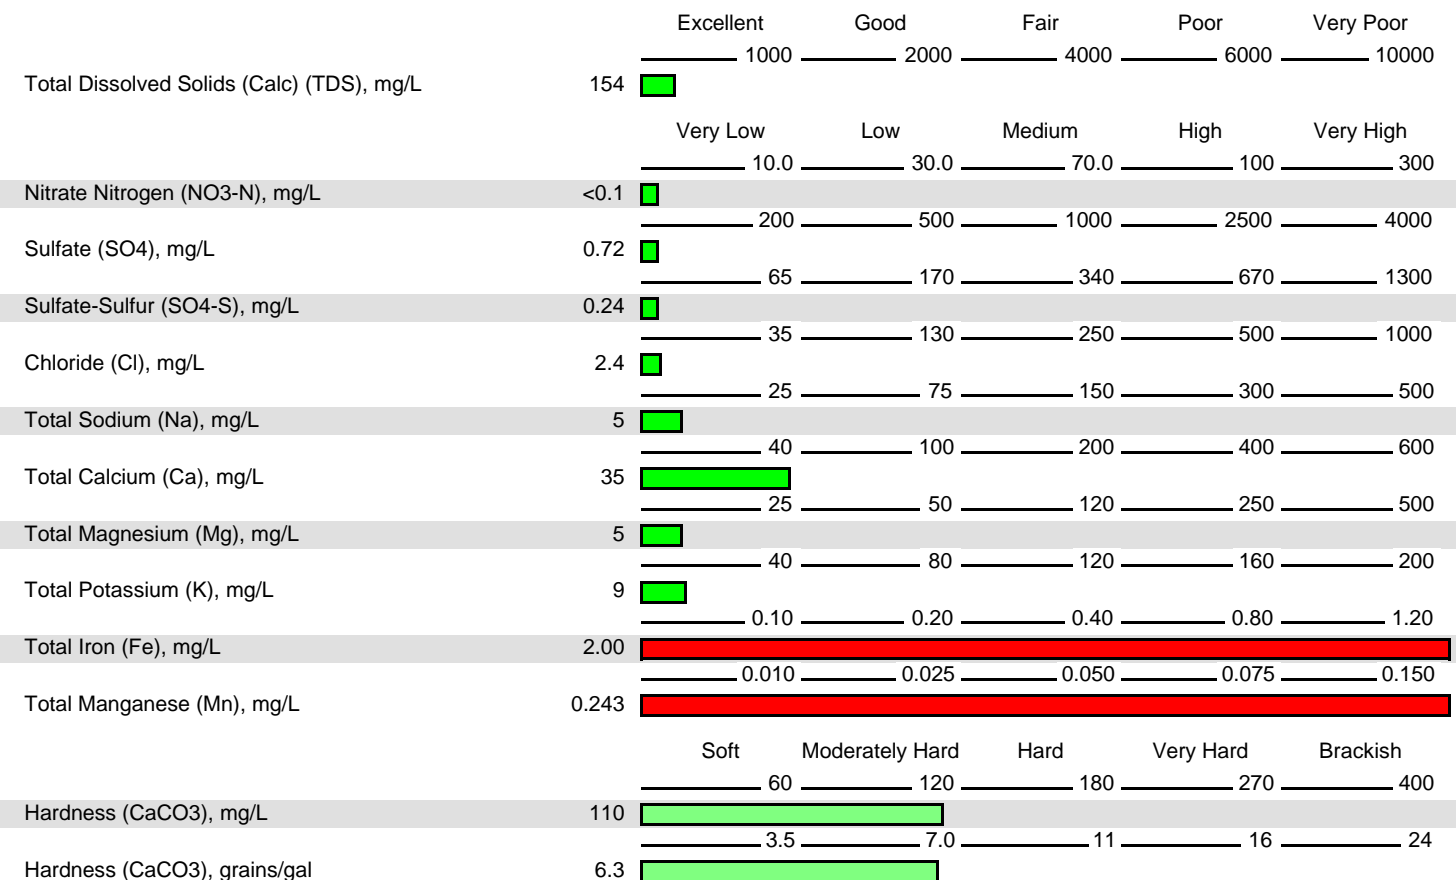 Excellent Good Fair Poor Very Poor
1000 2000 4000 6000 10000
Total Dissolved Solids (Calc) (TDS), mg/L 154
Very Low Low Medium High Very High
10.0 30.0 70.0 100 300
Nitrate Nitrogen (NO3-N), mg/L <0.1
200 500 1000 2500 4000
Sulfate (SO4), mg/L 0.72
65 170 340 670 1300
Sulfate-Sulfur (SO4-S), mg/L 0.24
35 130 250 500 1000
Chloride (Cl), mg/L 2.4
25 75 150 300 500
Total Sodium (Na), mg/L 5
40 100 200 400 600
Total Calcium (Ca), mg/L 35
25 50 120 250 500
Total Magnesium (Mg), mg/L 5
40 80 120 160 200
Total Potassium (K), mg/L 9
0.10 0.20 0.40 0.80 1.20
Total Iron (Fe), mg/L 2.00
0.010 0.025 0.050 0.075 0.150
Total Manganese (Mn), mg/L 0.243
Soft Moderately Hard Hard Very Hard Brackish
60 120 180 270 400
Hardness (CaCO3), mg/L 110
3.5 7.0 11 16 24
Hardness (CaCO3), grains/gal 6.3